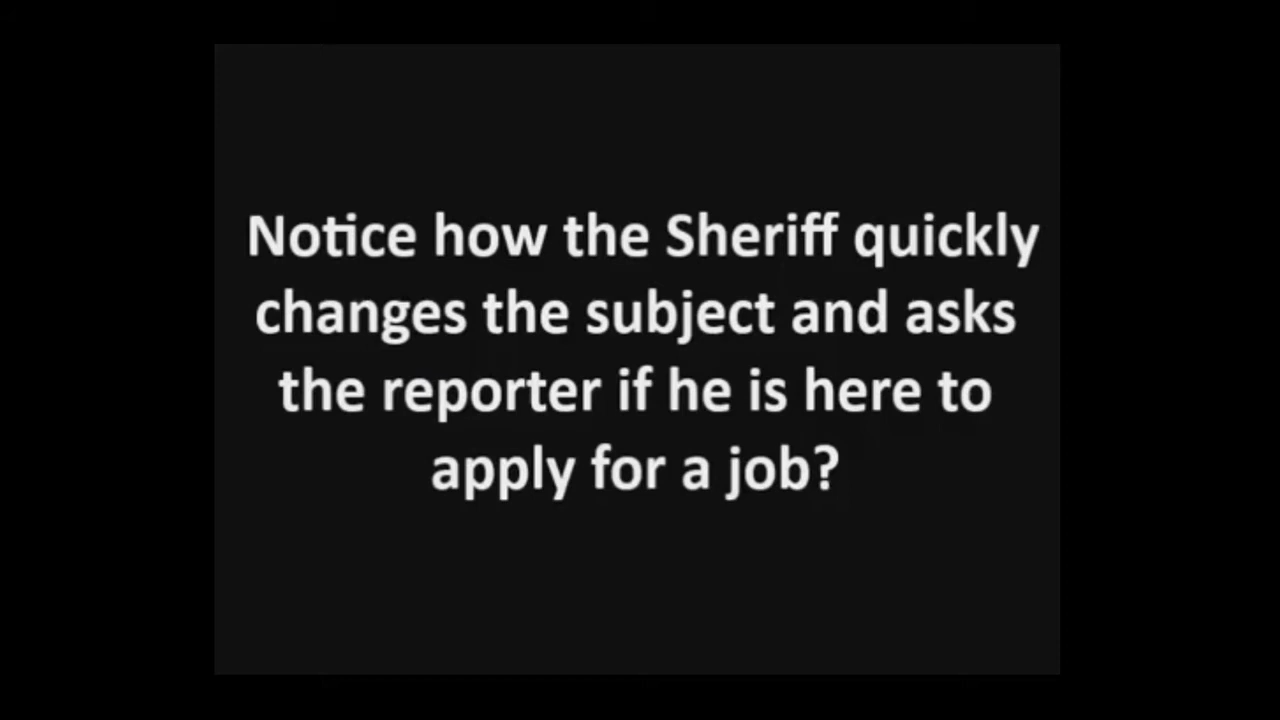 Notice how the Sheriff quickly
changes the subject and asks
the reporter if he is here to
apply for a job?